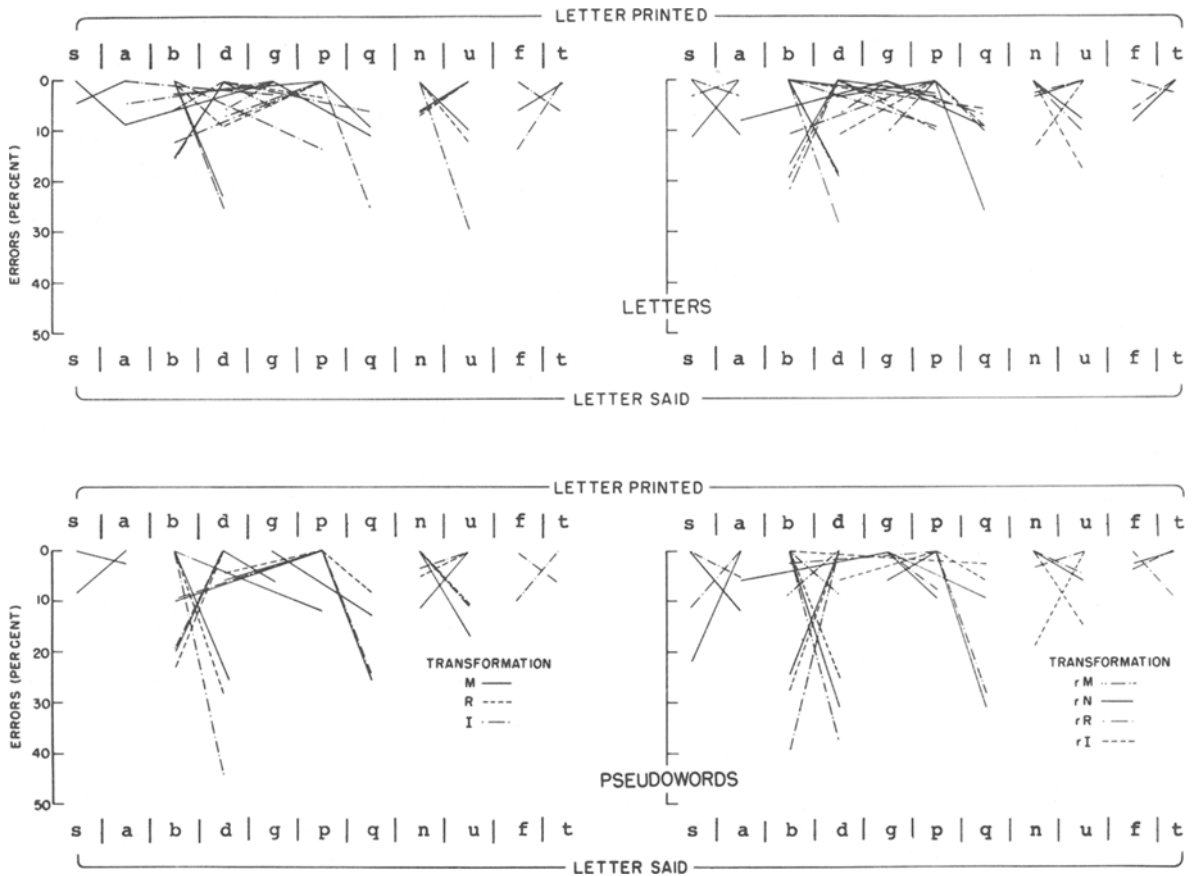 LETTER PRINTED
s | a | b | d | g | p | q | n | u | f | t s | a | b | d | g | p | q | n | u | f | t
0
10
20
30
40
50
ERRORS (PERCENT)
LETTERS
s | a | b | d | g | p | q | n | u | f | t s | a | b | d | g | p | q | n | u | f | t
LETTER SAID
LETTER PRINTED
s | a | b | d | g | p | q | n | u | f | t s | a | b | d | g | p | q | n | u | f | t
0
10
20
30
40
50
ERRORS (PERCENT)
TRANSFORMATION
M
R
I
TRANSFORMATION
rM
rN
rR
rI
PSEUDOWORDS
s | a | b | d | g | p | q | n | u | f | t s | a | b | d | g | p | q | n | u | f | t
LETTER SAID